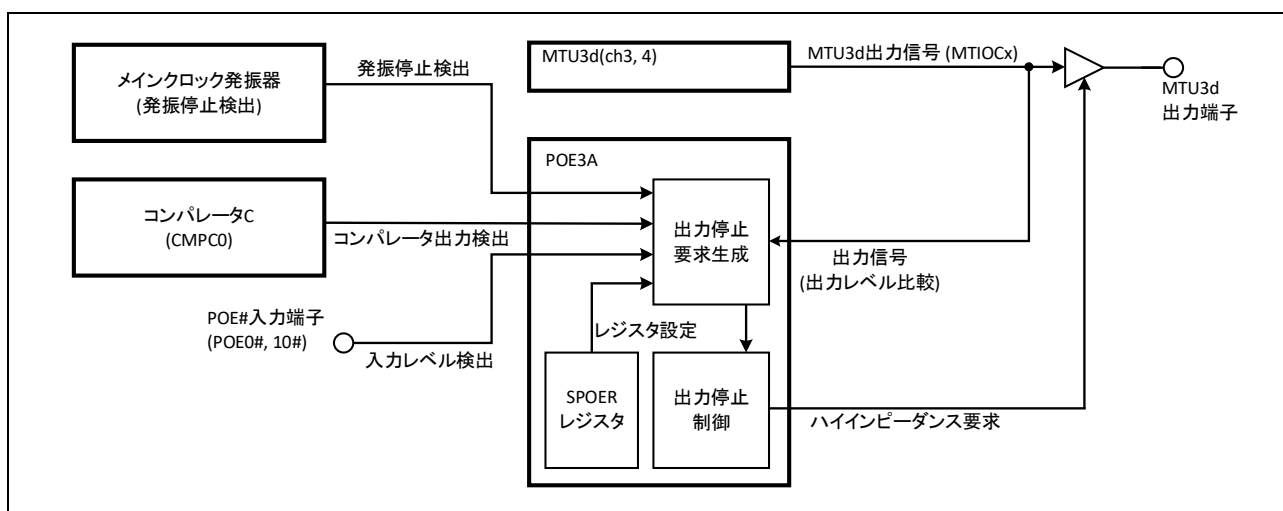 メインクロック発振器
(発振停止検出)
発振停止検出
MTU3d(ch3, 4)
MTU3d出力信号 (MTIOCx)
MTU3d
出力端子
コンパレータC
(CMPC0)
コンパレータ出力検出
POE3A
出力停止
要求生成
出力信号
(出力レベル比較)
POE#入力端子
(POE0#, 10#)
入力レベル検出
レジスタ設定
SPOER
レジスタ
出力停止
制御
ハイインピーダンス要求